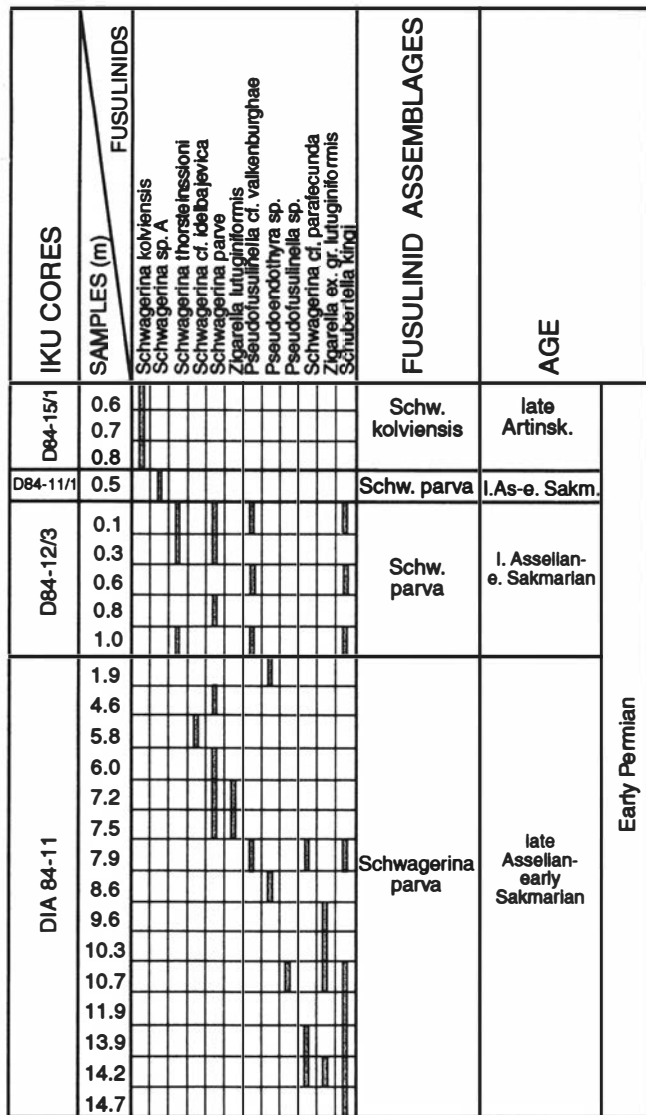 IKU CORES
SAMPLES (m)
FUSULINIDS
Schwagerina kolviensis
Schwagerina sp. A
Schwagerina thorsteinssioni
Schwagerina cf. idelbajevica
Schwagerina parve
Zigarella lutuginiformis
Pseudofusulinella cf. valkenburghae
Pseudoendothyra sp.
Pseudofusulinella sp.
Schwagerina cf. parafecunda
Zigarella ex. gr. lutuginiformis
Schubertella kingi
FUSULINID ASSEMBLAGES
AGE
D84-15/1
0.6
0.7
0.8
Schw.
kolviensis
late
Artinsk.
D84-11/1
0.5
Schw. parva
l.As-e. Sakm.
D84-12/3
0.1
0.3
0.6
0.8
1.0
Schw.
parva
l. Asselian-
e. Sakmarian
DIA 84-11
1.9
4.6
5.8
6.0
7.2
7.5
7.9
8.6
9.6
10.3
10.7
11.9
13.9
14.2
14.7
Schwagerina
parva
late
Asselian-
early
Sakmarian
Early Permian